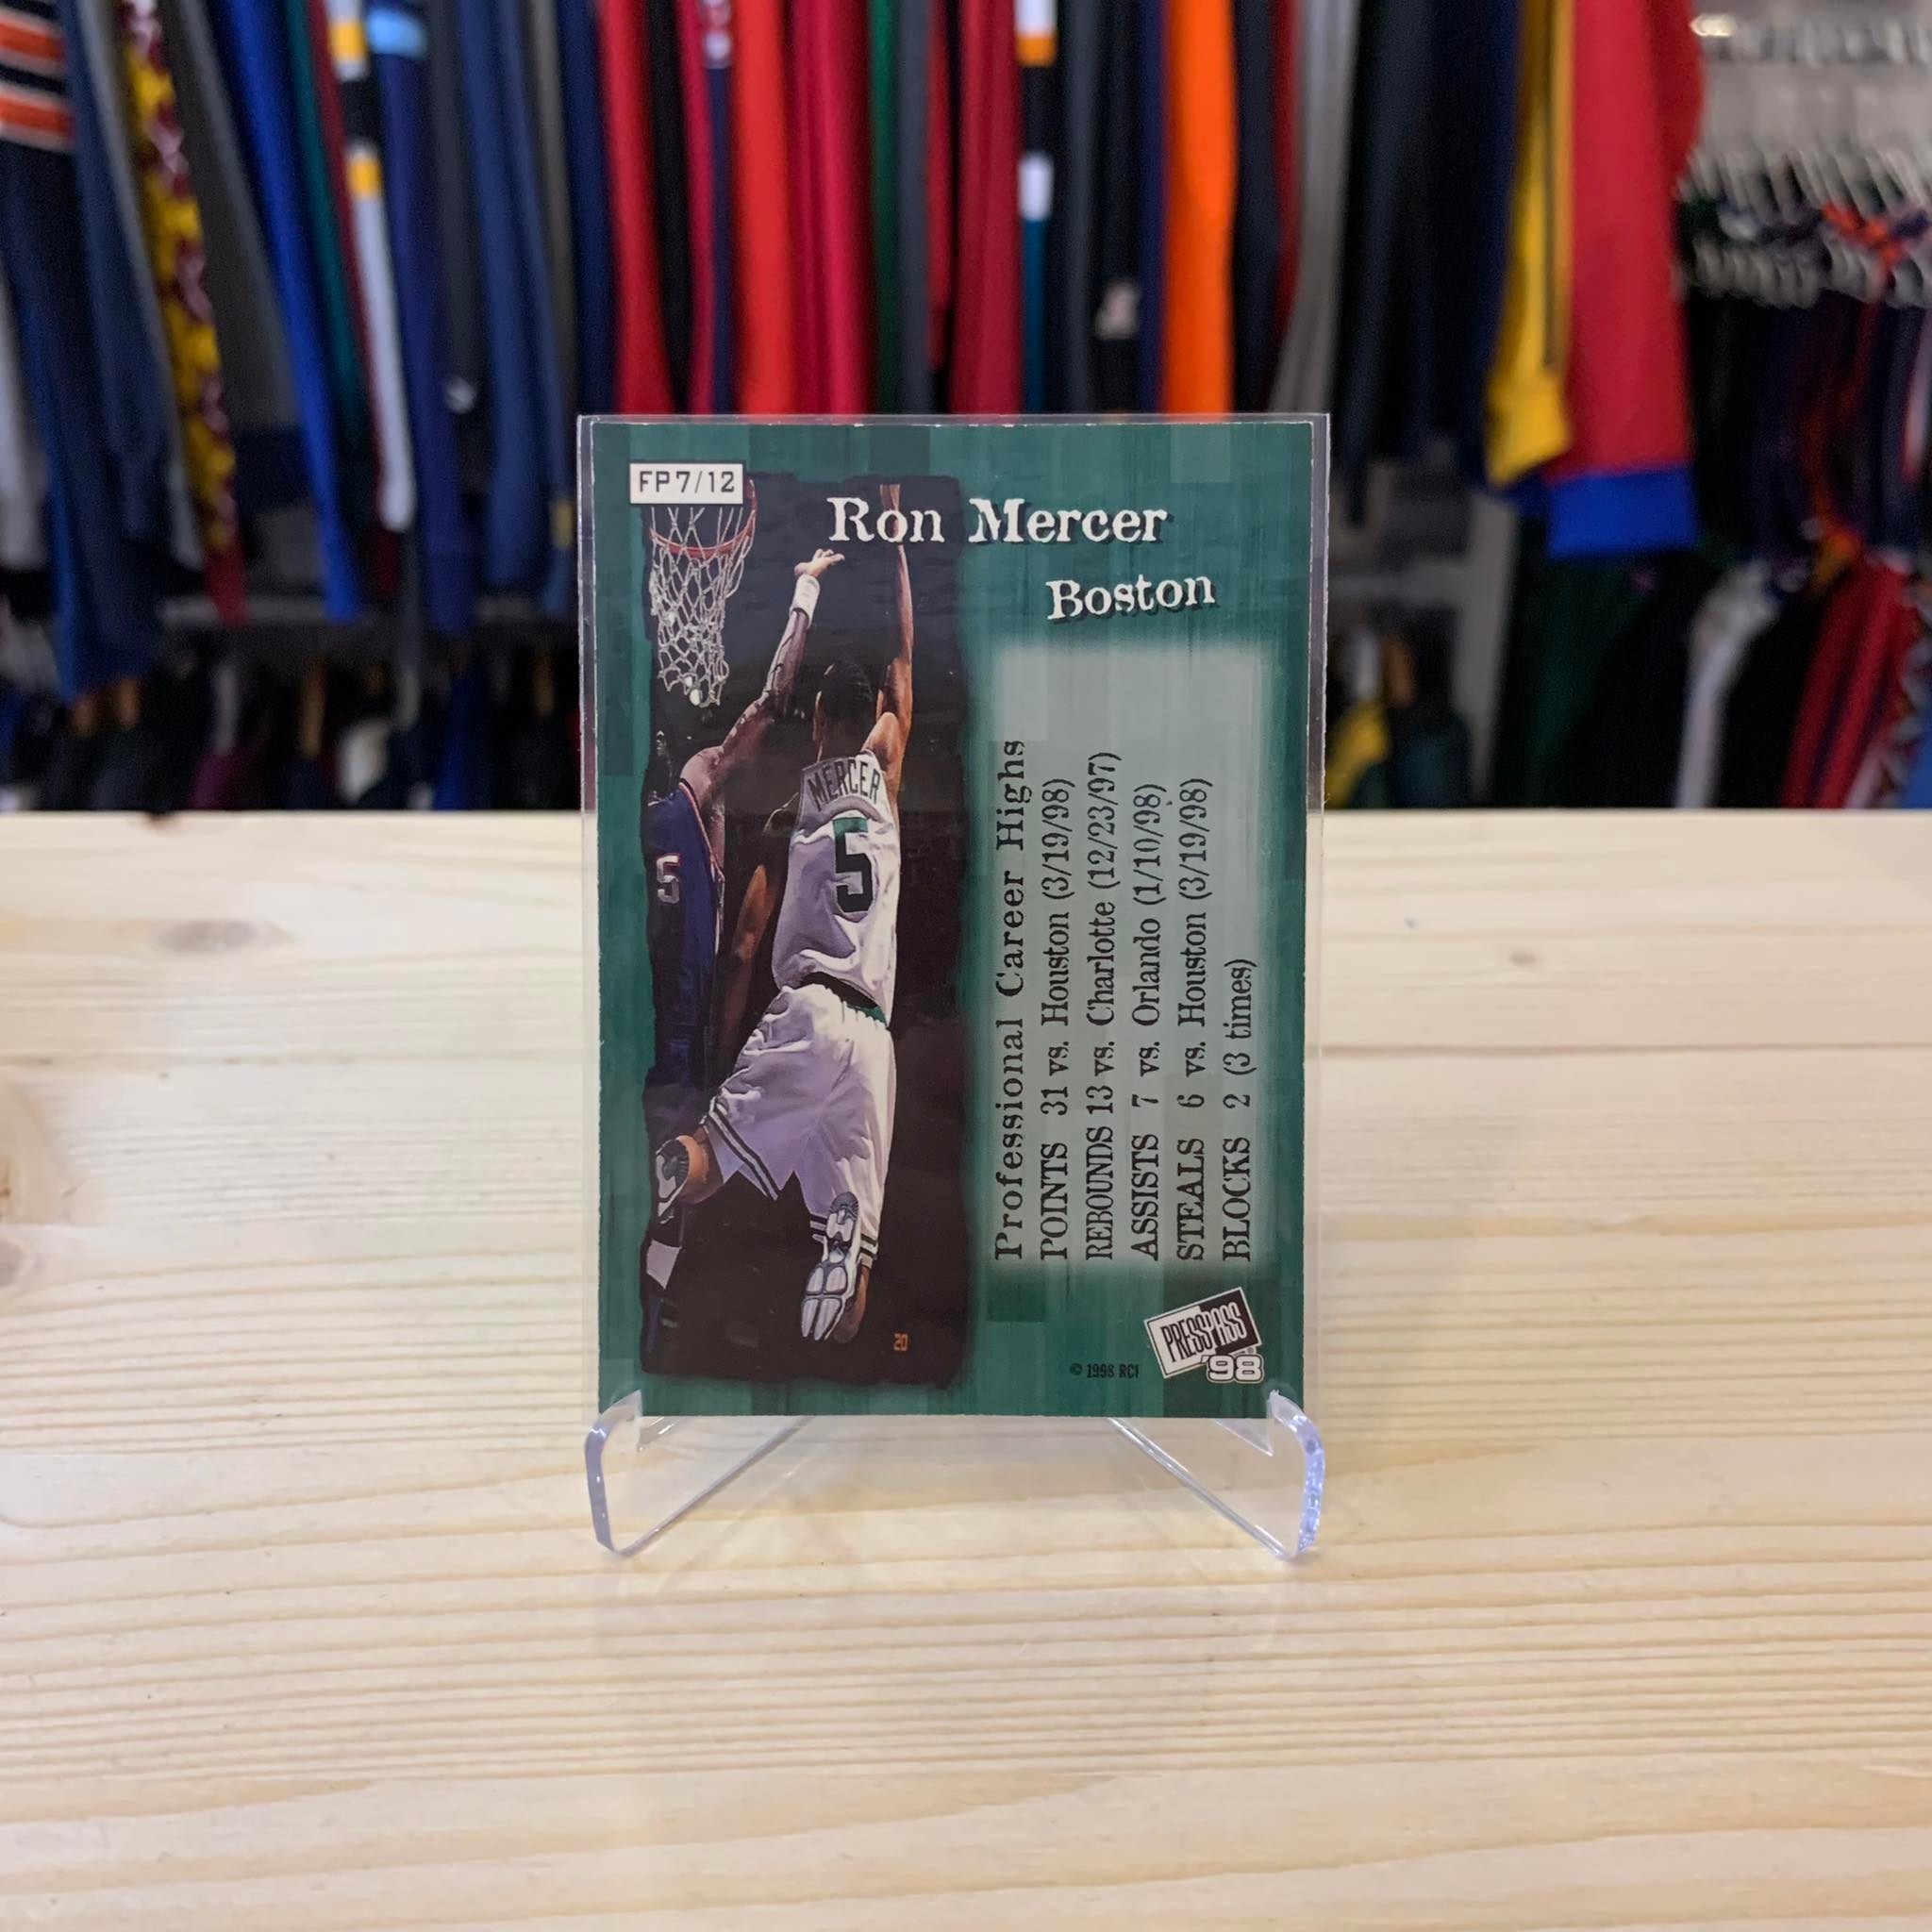 FP 7/12
Ron Mercer
Boston
MERCER
5
5
Professional Career Highs
POINTS 31 vs. Houston (3/19/98)
REBOUNDS 13 vs. Charlotte (12/23/97)
ASSISTS 7 vs. Orlando (1/10/98)
STEALS 6 vs. Houston (3/19/98)
BLOCKS 2 (3 times)
20
© 1998 RCI
PRESS PASS
'98